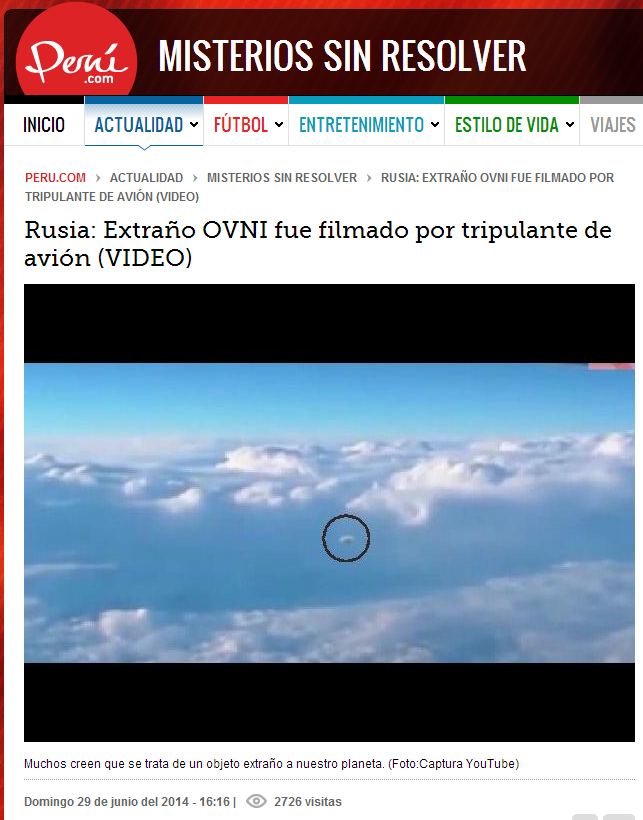 Perú
.com
MISTERIOS SIN RESOLVER
INICIO
ACTUALIDAD
FÚTBOL
ENTRETENIMIENTO
ESTILO DE VIDA
VIAJES
PERU.COM > ACTUALIDAD > MISTERIOS SIN RESOLVER > RUSIA: EXTRAÑO OVNI FUE FILMADO POR
TRIPULANTE DE AVIÓN (VIDEO)
Rusia: Extraño OVNI fue filmado por tripulante de
avión (VIDEO)
Muchos creen que se trata de un objeto extraño a nuestro planeta. (Foto:Captura YouTube)
Domingo 29 de junio del 2014 - 16:16 | 2726 visitas